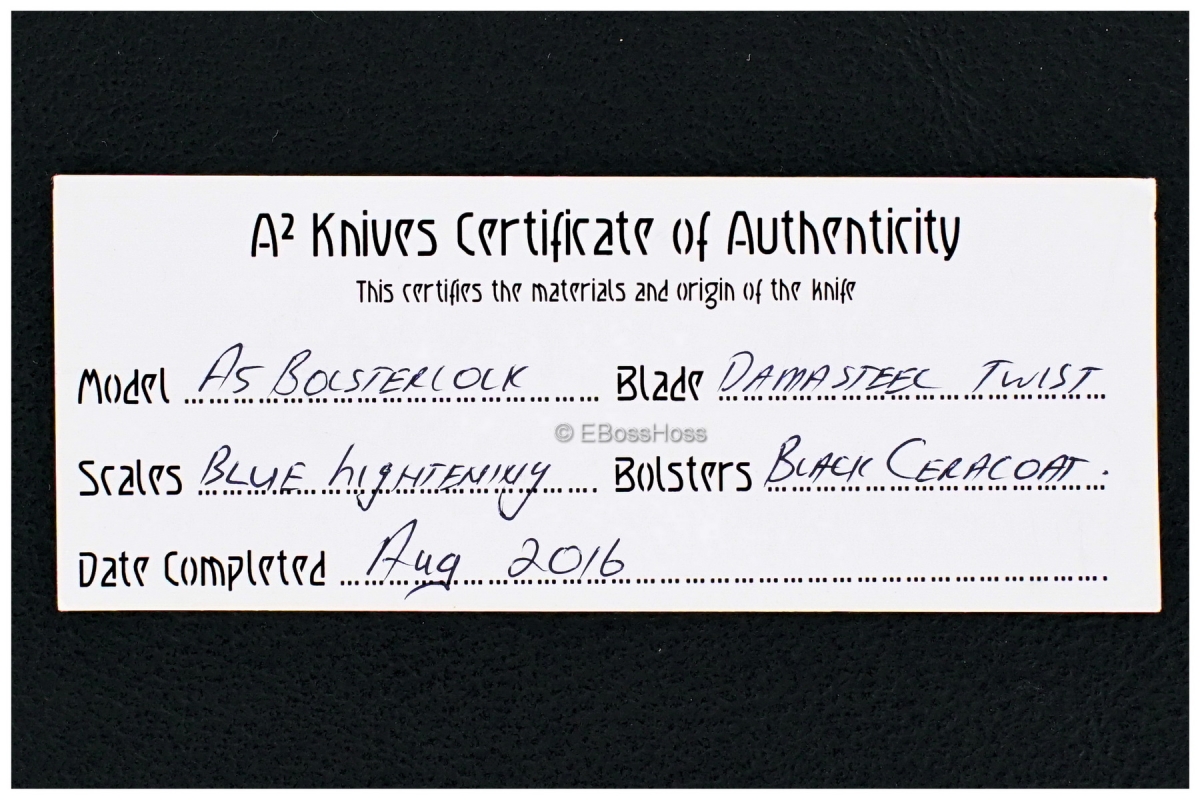 A² Knives Certificate of Authenticity
This certifies the materials and origin of the knife
Model A5 BOLSTERLOCK Blade DAMASTEEL TWIST
© EBossHoss
Scales BLUE LIGHTENING Bolsters BLACK CERACOAT.
Date Completed Aug 2016